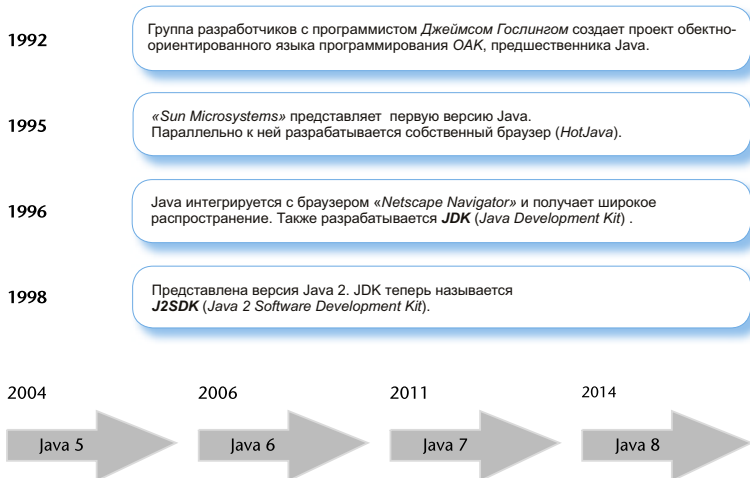 1992
Группа разработчиков с программистом Джеймсом Гослингом создает проект обектно-
ориентированного языка программирования OAK, предшественника Java.
1995
«Sun Microsystems» представляет первую версию Java.
Параллельно к ней разрабатывается собственный браузер (HotJava).
1996
Java интегрируется с браузером «Netscape Navigator» и получает широкое
распространение. Также разрабатывается JDK (Java Development Kit) .
1998
Представлена версия Java 2. JDK теперь называется
J2SDK (Java 2 Software Development Kit).
2004 2006 2011 2014
Java 5 Java 6 Java 7 Java 8